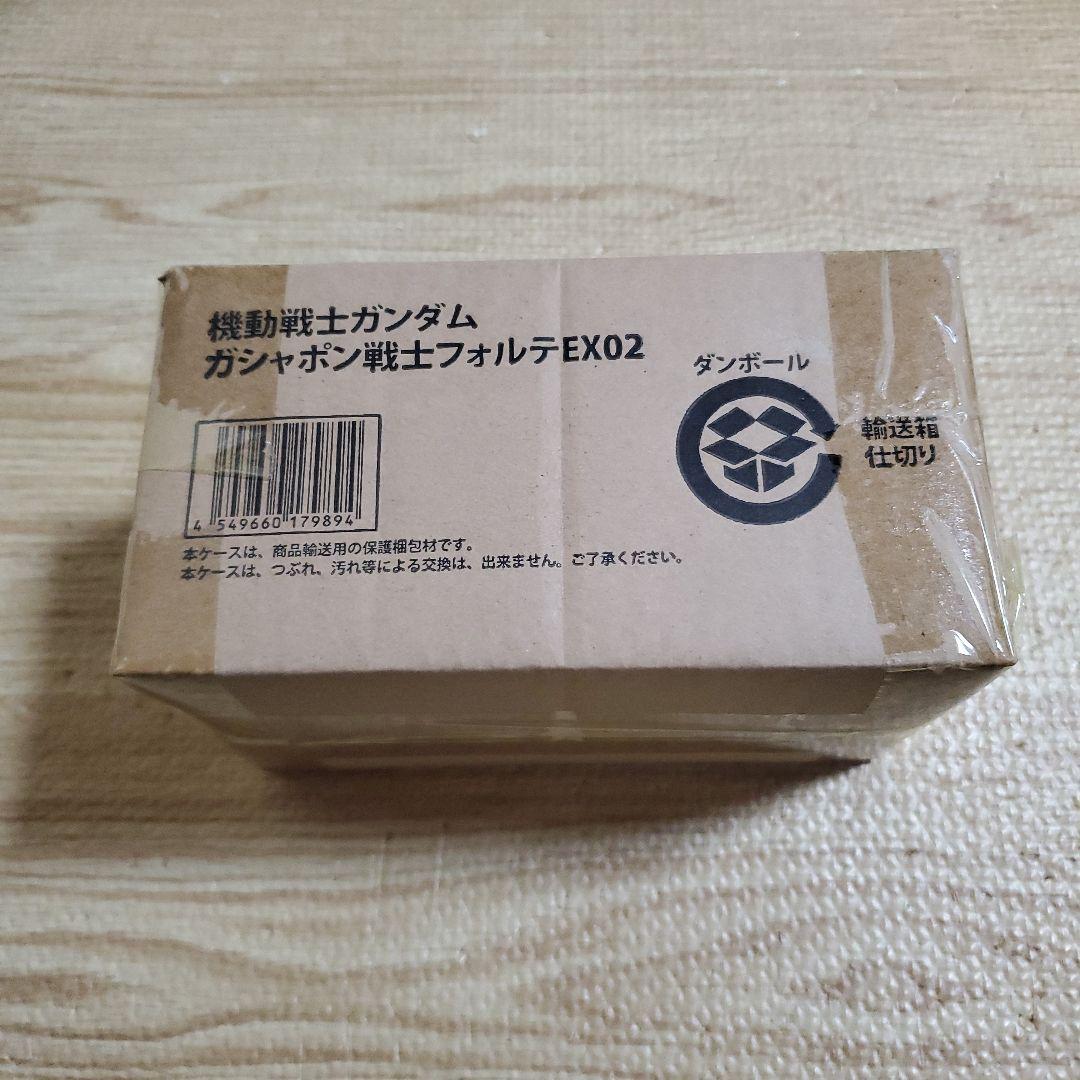 機動戦士ガンダム
ガシャポン戦士フォルテEX02
ダンボール
輸送箱
仕切り
4 549660 179894
本ケースは、商品輸送用の保護梱包材です。
本ケースは、つぶれ、汚れ等による交換は、出来ません。ご了承ください。